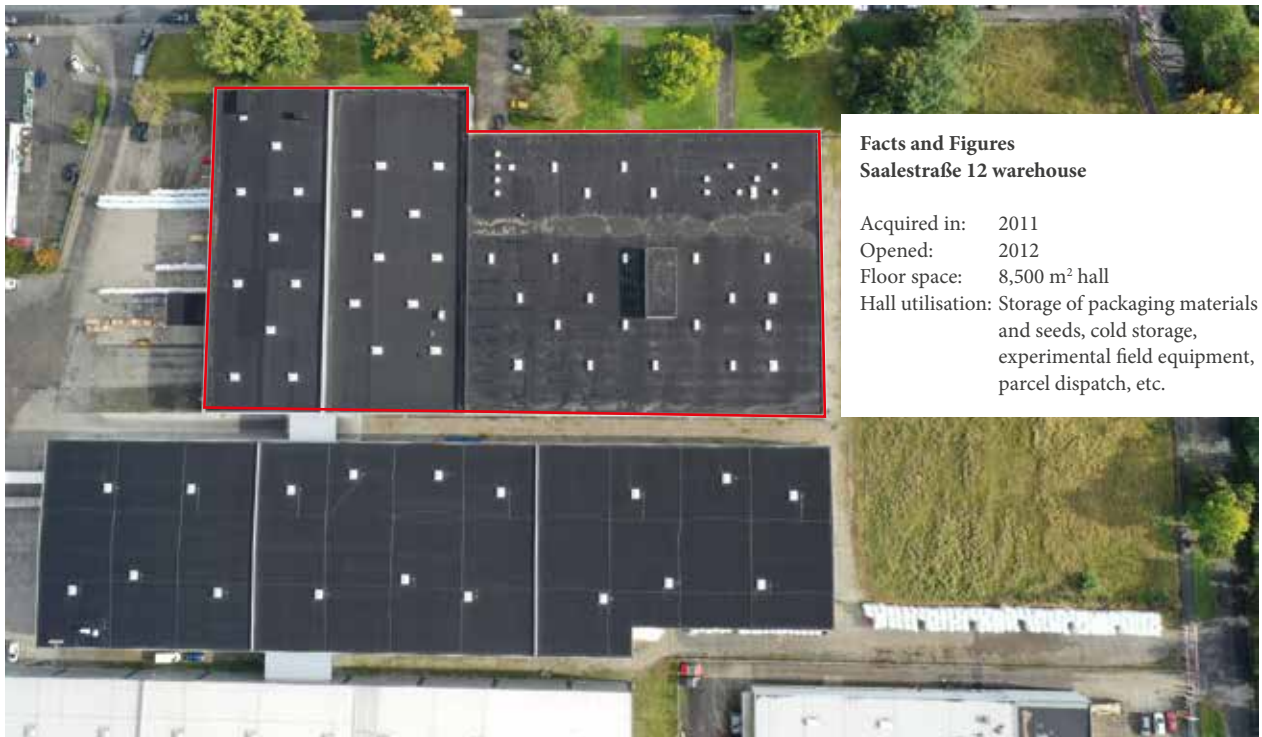 Facts and Figures
Saalestraße 12 warehouse
Acquired in: 2011
Opened: 2012
Floor space: 8,500 m² hall
Hall utilisation: Storage of packaging materials
and seeds, cold storage,
experimental field equipment,
parcel dispatch, etc.